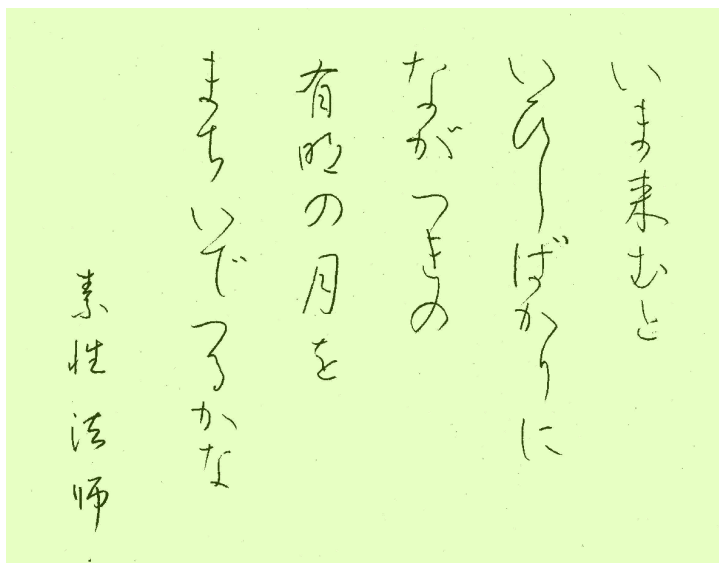 いま来むと
いひしばかりに
ながつきの
有明の月を
まちいでつるかな
素性法師